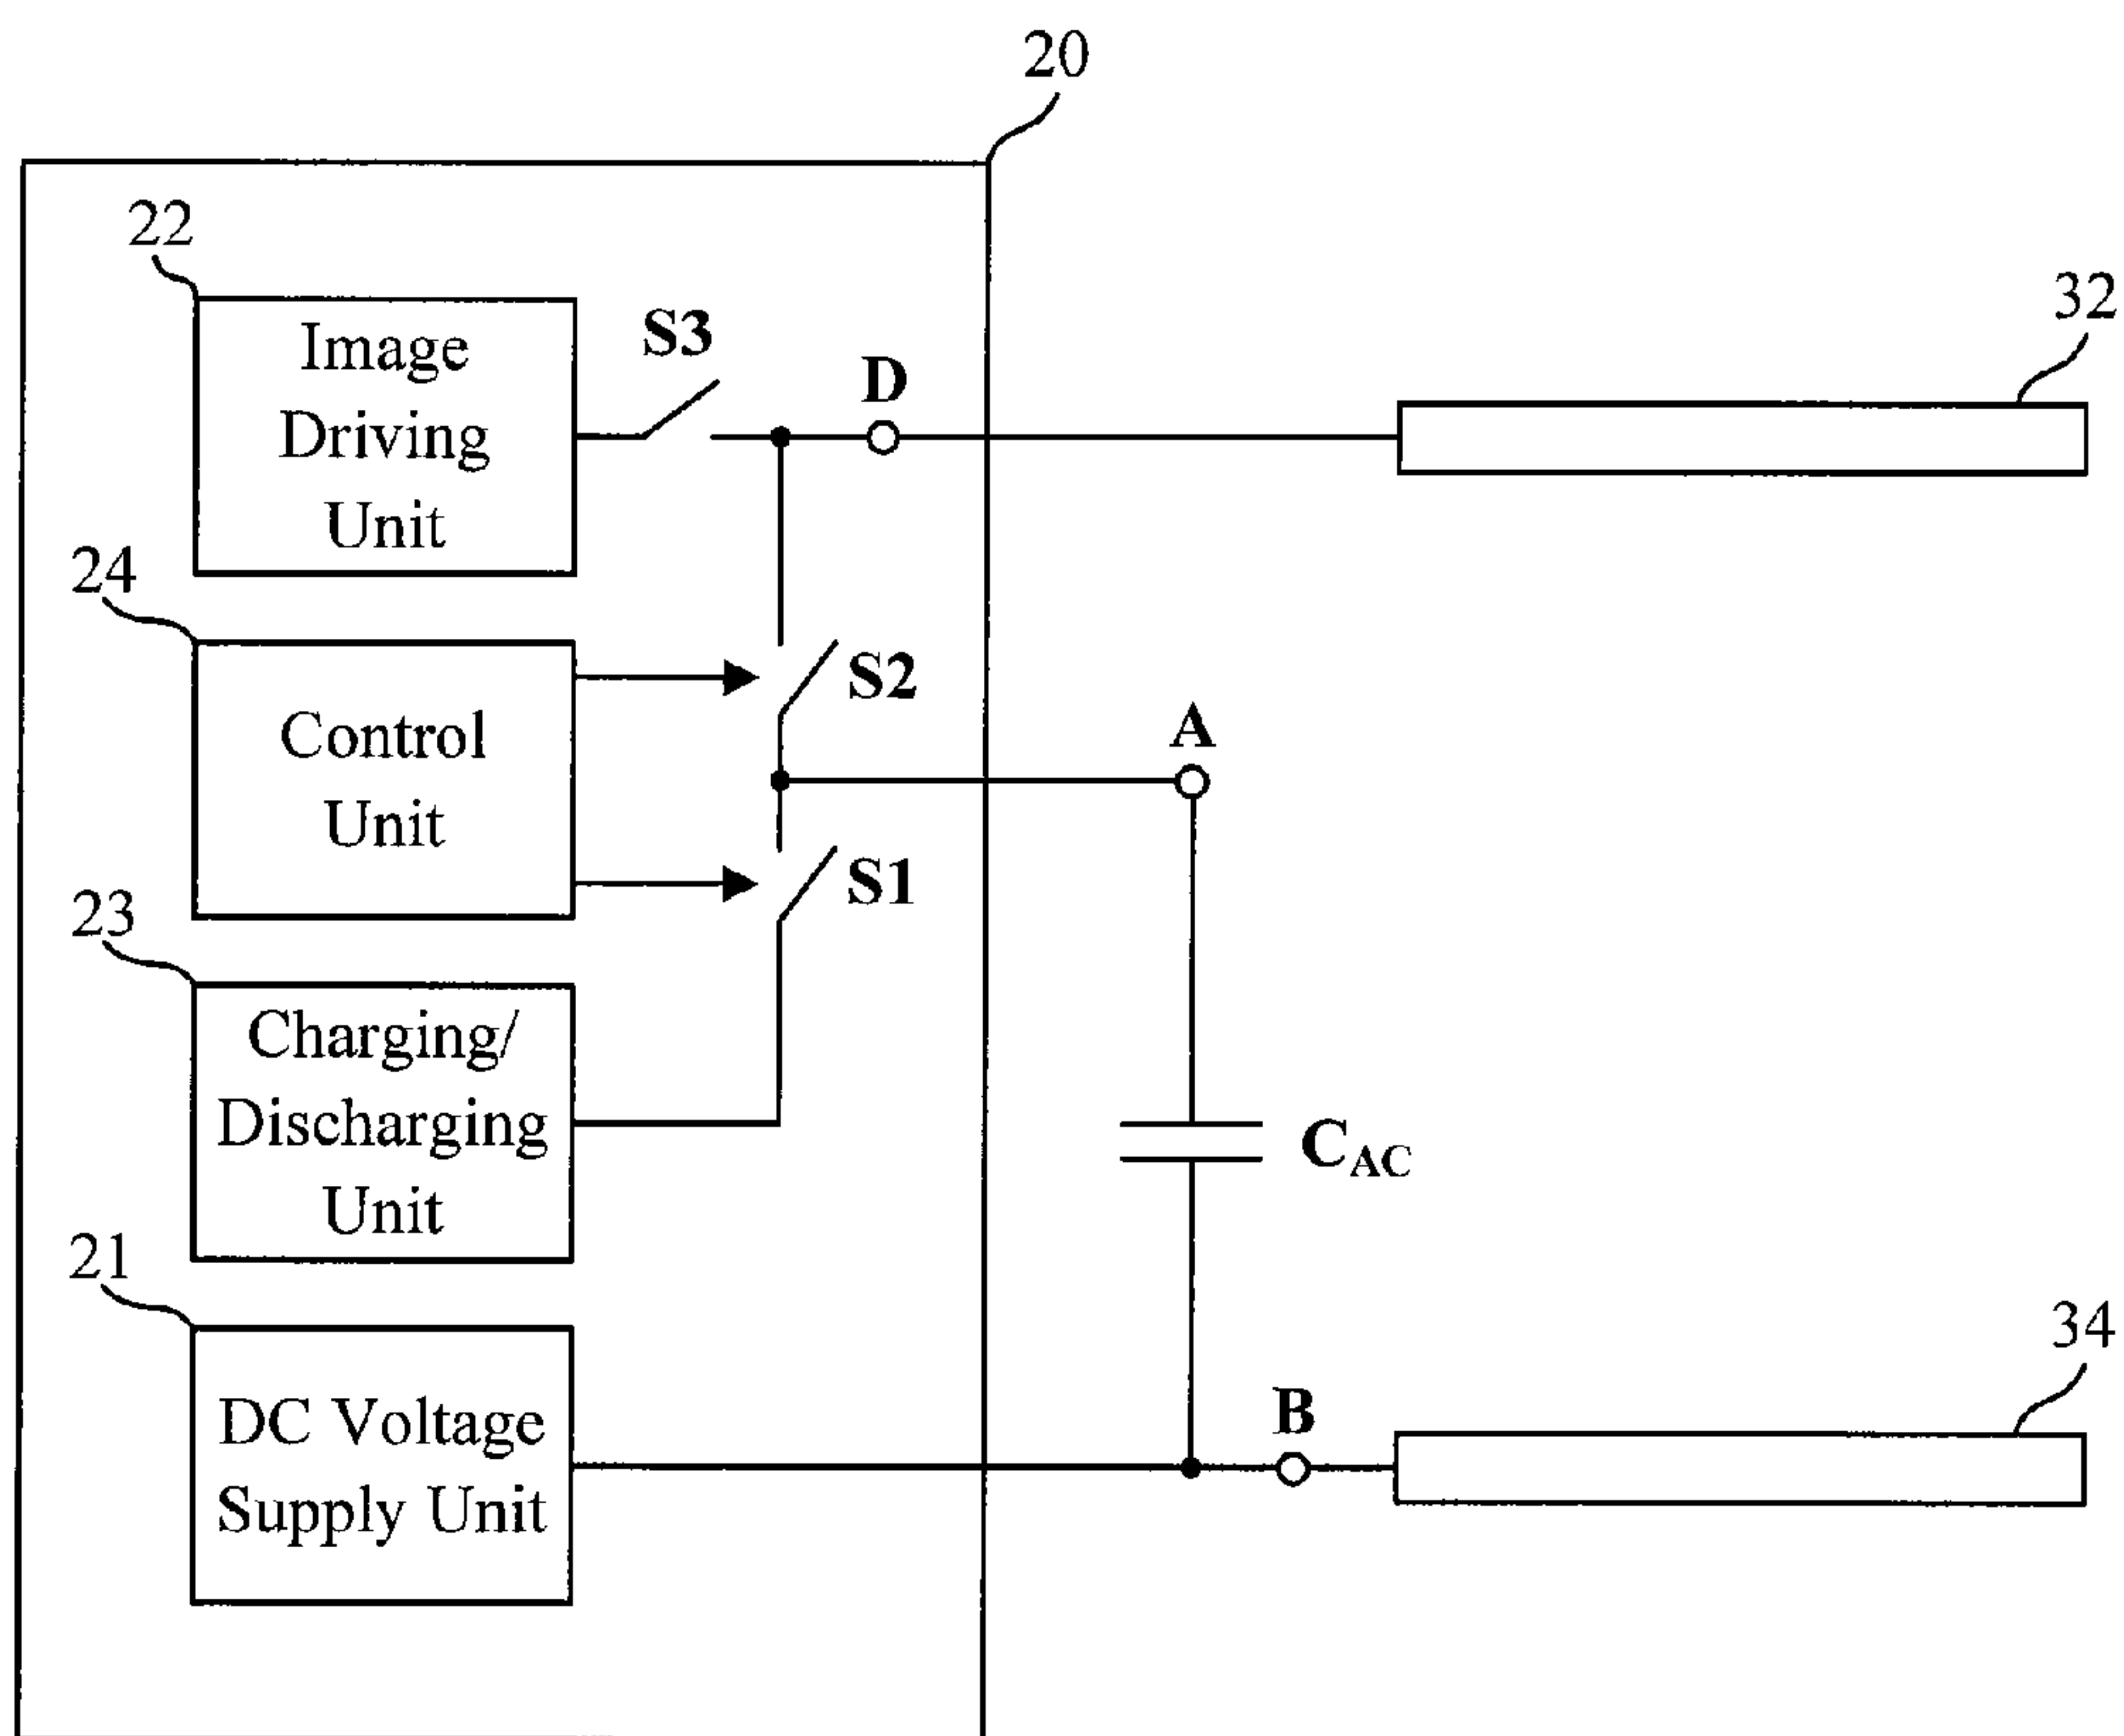 20
22
32
S3
Image
Driving
Unit
D
24
S2
Control
Unit
A
S1
23
Charging/
Discharging
Unit
C_AC
21
34
B
DC Voltage
Supply Unit